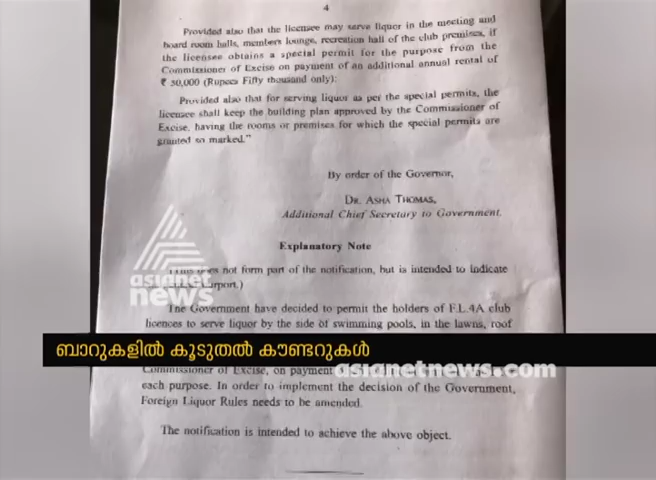 4
Provided also that the licensee may serve liquor in the meeting and
board room halls, members lounge, recreation hall of the club premises, if
the licensee obtains a special permit for the purpose from the
Commissioner of Excise on payment of an additional annual rental of
₹ 50,000 (Rupees Fifty thousand only):
Provided also that for serving liquor as per the special permits, the
licensee shall keep the building plan approved by the Commissioner of
Excise, having the rooms or premises for which the special permits are
granted so marked."
By order of the Governor,
DR. ASHA THOMAS,
Additional Chief Secretary to Government.
Explanatory Note
(This does not form part of the notification, but is intended to indicate
purport.)
asianet
news
The Government have decided to permit the holders of F.L.4A club
licences to serve liquor by the side of swimming pools, in the lawns, roof
ബാറുകളിൽ കൂടുതൽ കൗണ്ടറുകൾ
Commissioner of Excise, on payment
asianetnews.com
each purpose. In order to implement the decision of the Government,
Foreign Liquor Rules needs to be amended.
The notification is intended to achieve the above object.